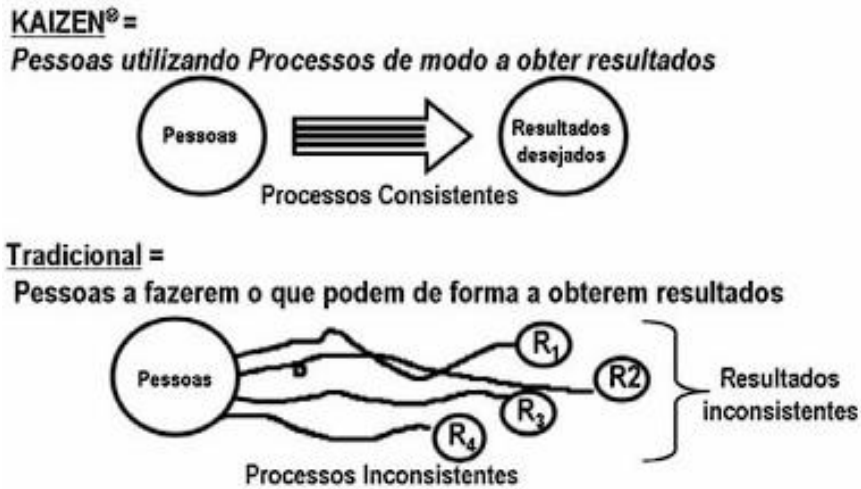 KAIZEN® =
Pessoas utilizando Processos de modo a obter resultados
Pessoas
Resultados
desejados
Processos Consistentes
Tradicional =
Pessoas a fazerem o que podem de forma a obterem resultados
Pessoas
R1
R2
R3
R4
Resultados
inconsistentes
Processos Inconsistentes